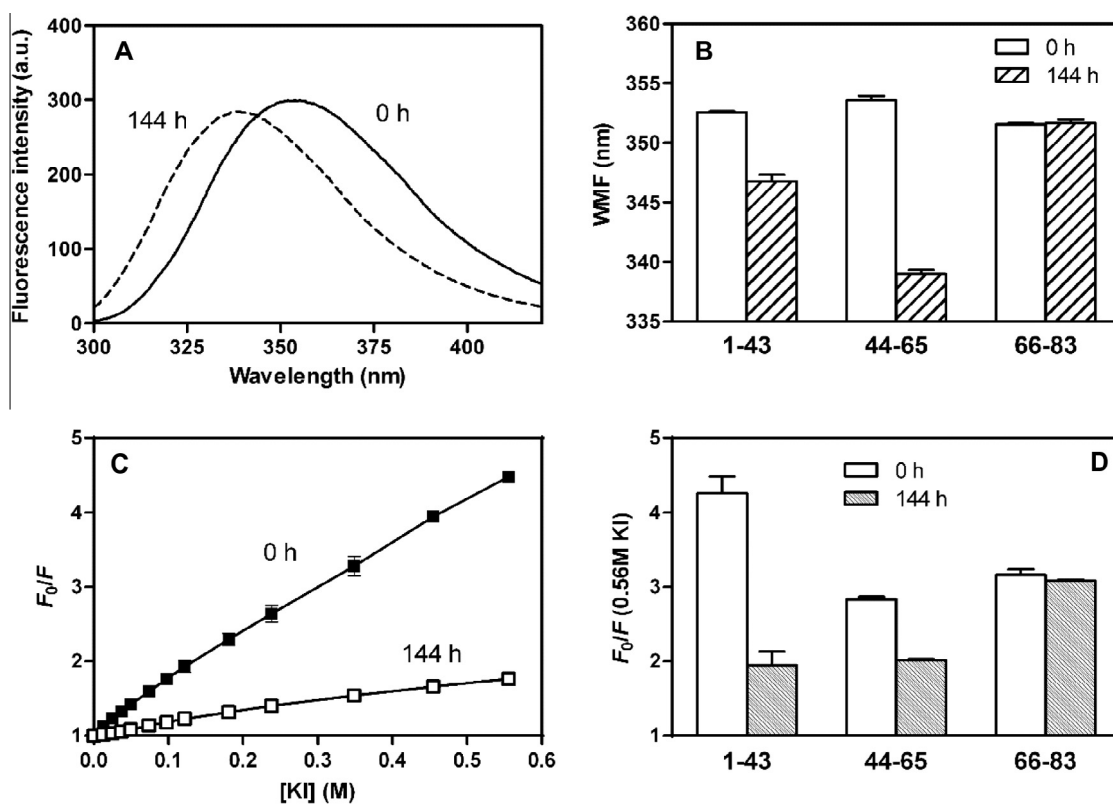 A
Fluorescence intensity (a.u.)
400
300
200
100
0
144 h
0 h
300
325
350
375
400
Wavelength (nm)
B
WMF (nm)
360
355
350
345
340
335
0 h
144 h
1-43
44-65
66-83
C
F0/F
5
4
3
2
1
0 h
144 h
0.0
0.1
0.2
0.3
0.4
0.5
0.6
[KI] (M)
D
F0/F (0.56M KI)
5
4
3
2
1
0 h
144 h
1-43
44-65
66-83